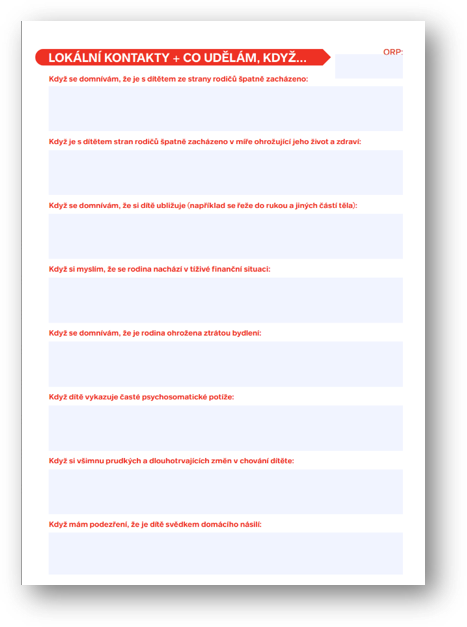 LOKÁLNÍ KONTAKTY + CO UDĚLÁM, KDYŽ...
ORP:
Když se domnívám, že je s dítětem ze strany rodičů špatně zacházeno:
Když je s dítětem stran rodičů špatně zacházeno v míře ohrožující jeho život a zdraví:
Když se domnívám, že si dítě ubližuje (například se řeže do rukou a jiných částí těla):
Když si myslím, že se rodina nachází v tíživé finanční situaci:
Když se domnívám, že je rodina ohrožena ztrátou bydlení:
Když dítě vykazuje časté psychosomatické potíže:
Když si všimnu prudkých a dlouhotrvajících změn v chování dítěte:
Když mám podezření, že je dítě svědkem domácího násilí: